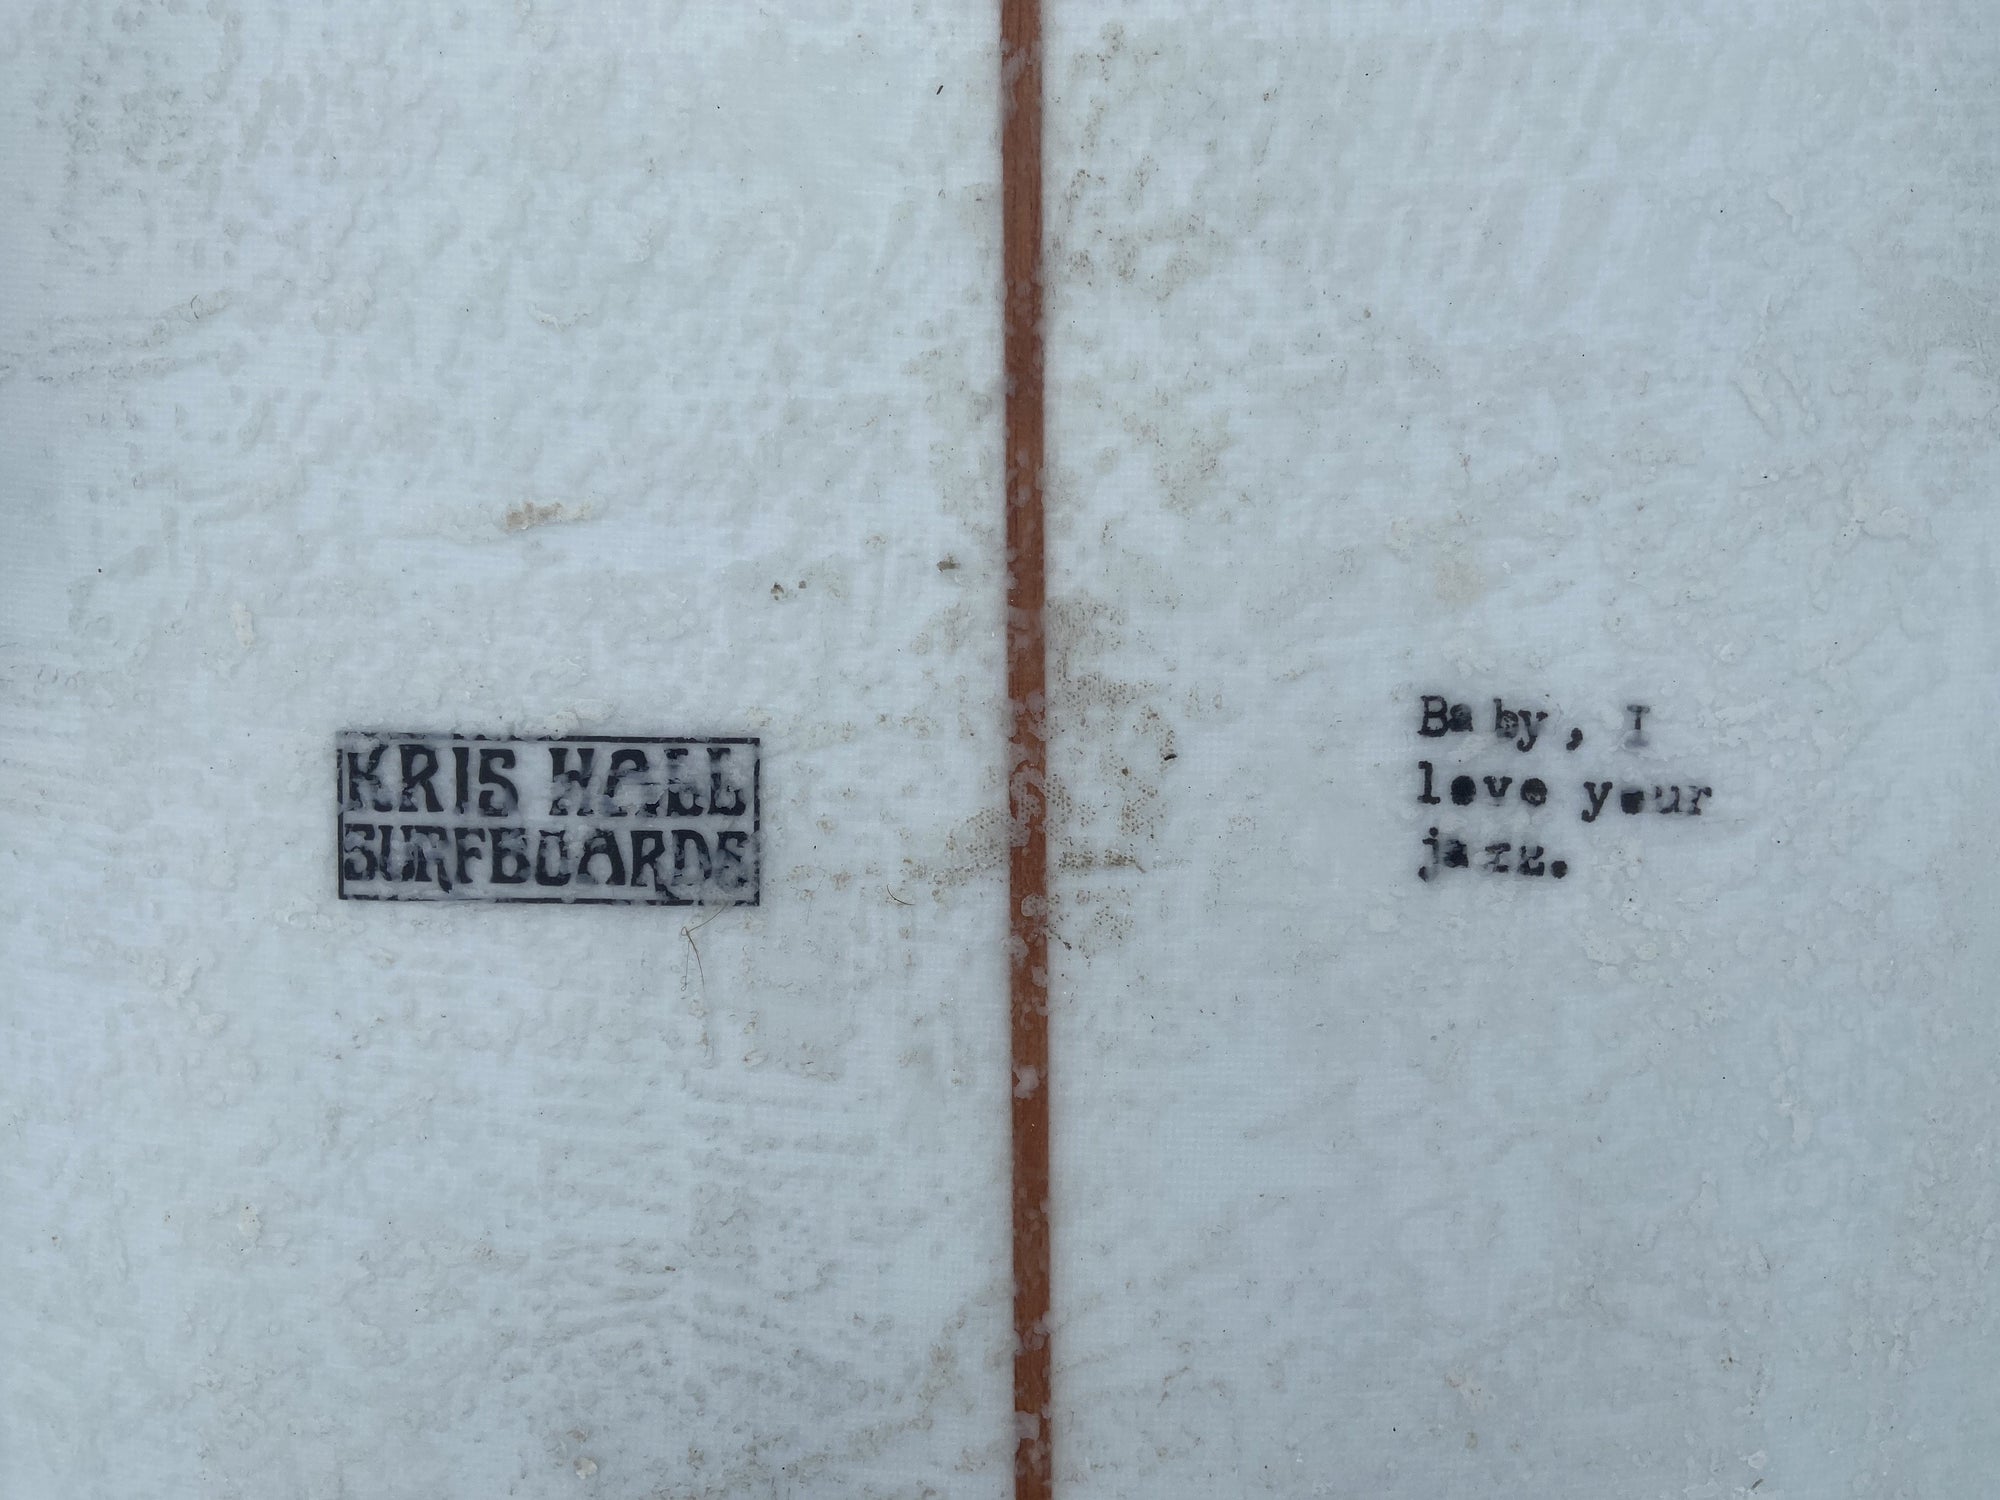 KRIS HALL
SURFBOARDS
Baby, I
love your
jazz.